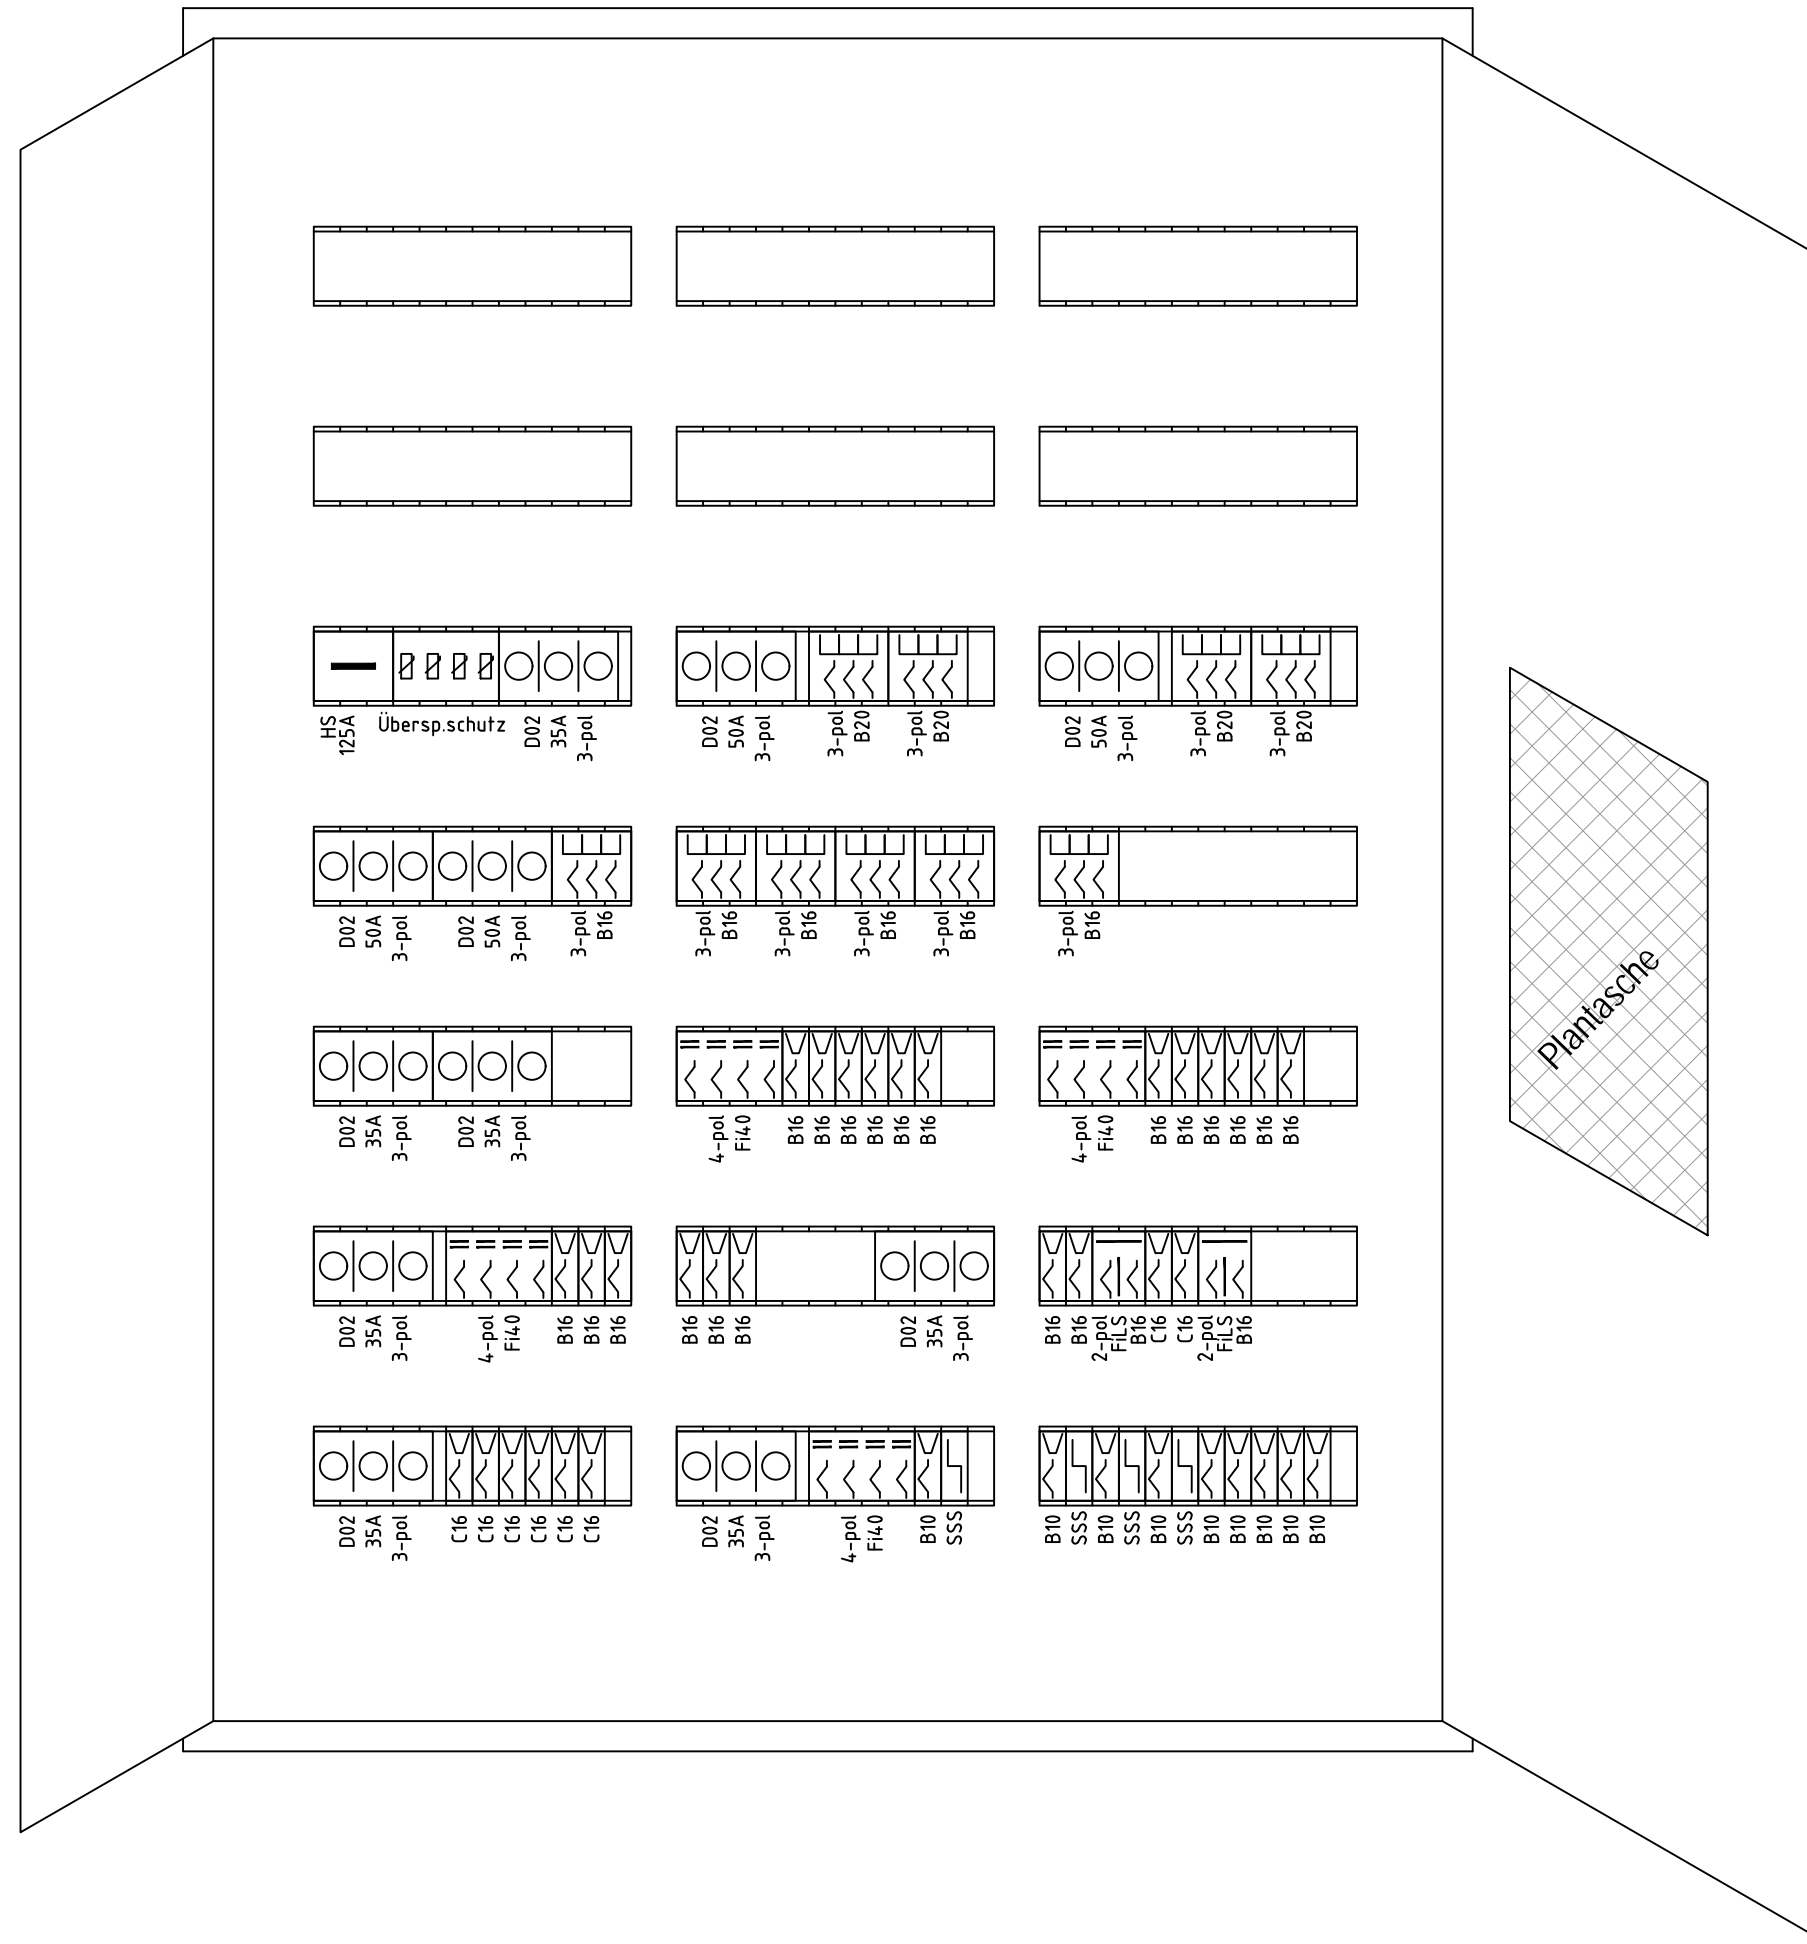 HS
125A
Übersp.schutz
D02
35A
3-pol
D02
50A
3-pol
3-pol
B20
3-pol
B20
D02
50A
3-pol
3-pol
B20
3-pol
B20
D02
50A
3-pol
D02
50A
3-pol
3-pol
B16
3-pol
B16
3-pol
B16
3-pol
B16
3-pol
B16
3-pol
B16
Plantasche
D02
35A
3-pol
D02
35A
3-pol
4-pol
Fi40
B16
B16
B16
B16
B16
B16
4-pol
Fi40
B16
B16
B16
B16
B16
B16
D02
35A
3-pol
4-pol
Fi40
B16
B16
B16
B16
B16
B16
D02
35A
3-pol
B16
B16
2-pol
FiLS
B16
C16
C16
2-pol
FiLS
B16
D02
35A
3-pol
C16
C16
C16
C16
C16
C16
D02
35A
3-pol
4-pol
Fi40
B10
SSS
B10
SSS
B10
SSS
B10
SSS
B10
B10
B10
B10
B10